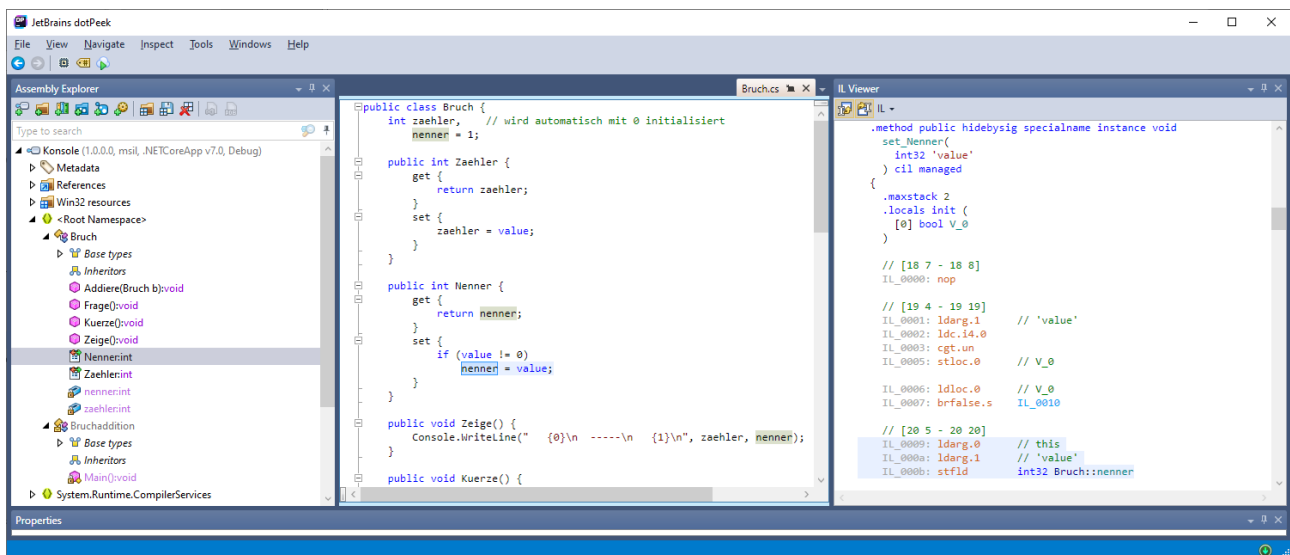 JetBrains dotPeek
File View Navigate Inspect Tools Windows Help
Assembly Explorer
Type to search
Konsole (1.0.0.0, msil, .NETCoreApp v7.0, Debug)
Metadata
References
Win32 resources
<Root Namespace>
Bruch
Base types
Inheritors
Addiere(Bruch b):void
Frage():void
Kuerze():void
Zeige():void
Nenner:int
Zaehler:int
nenner:int
zaehler:int
Bruchaddition
Base types
Inheritors
Main():void
System.Runtime.CompilerServices
Bruch.cs
public class Bruch {
int zaehler,    // wird automatisch mit 0 initialisiert
nenner = 1;
public int Zaehler {
get {
return zaehler;
}
set {
zaehler = value;
}
}
public int Nenner {
get {
return nenner;
}
set {
if (value != 0)
nenner = value;
}
}
public void Zeige() {
Console.WriteLine("   {0}\n  -----\n   {1}\n", zaehler, nenner);
}
public void Kuerze() {
IL Viewer
IL
.method public hidebysig specialname instance void
set_Nenner(
int32 'value'
) cil managed
{
.maxstack 2
.locals init (
[0] bool V_0
)
// [18 7 - 18 8]
IL_0000: nop
// [19 4 - 19 19]
IL_0001: ldarg.1      // 'value'
IL_0002: ldc.i4.0
IL_0003: cgt.un
IL_0005: stloc.0      // V_0
IL_0006: ldloc.0      // V_0
IL_0007: brfalse.s    IL_0010
// [20 5 - 20 20]
IL_0009: ldarg.0      // this
IL_000a: ldarg.1      // 'value'
IL_000b: stfld        int32 Bruch::nenner
Properties